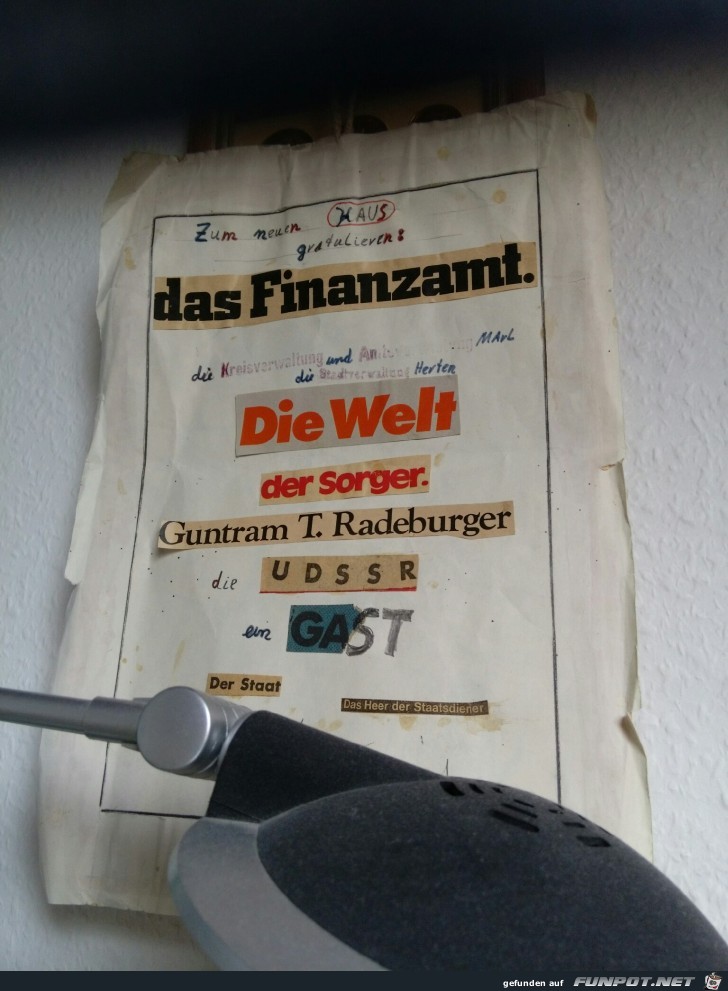 Zum neuen HAUS
gratulieren:
das Finanzamt.
die Kreisverwaltung und MArL
die Stadtverwaltung Herten
Die Welt
der Sorger.
Guntram T. Radeburger
die UDSSR
ein GAST
Der Staat
Das Heer der Staatsdiener
gefunden auf FUNPOT.NET